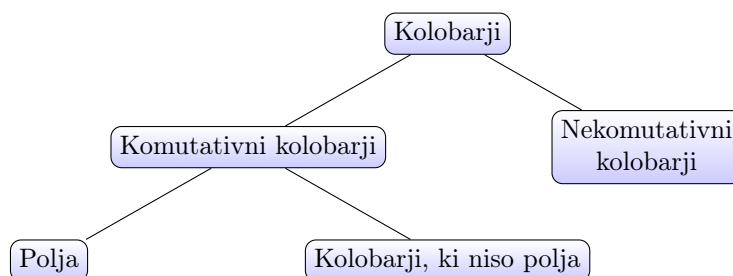 Kolobarji
Komutativni kolobarji
Nekomutativni
kolobarji
Polja
Kolobarji, ki niso polja